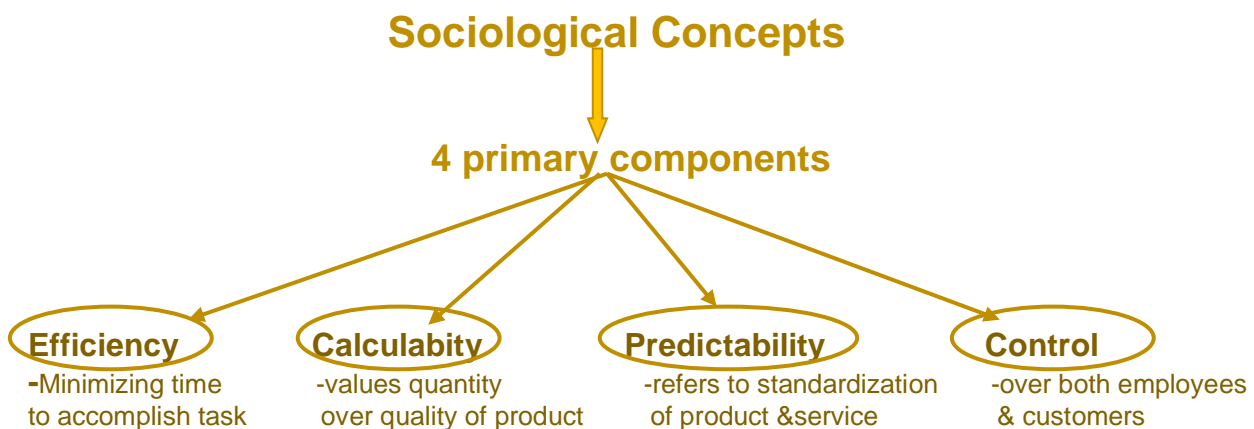 Sociological Concepts
4 primary components
Efficiency
-Minimizing time
to accomplish task
Calculabity
-values quantity
over quality of product
Predictability
-refers to standardization
of product &service
Control
-over both employees
& customers